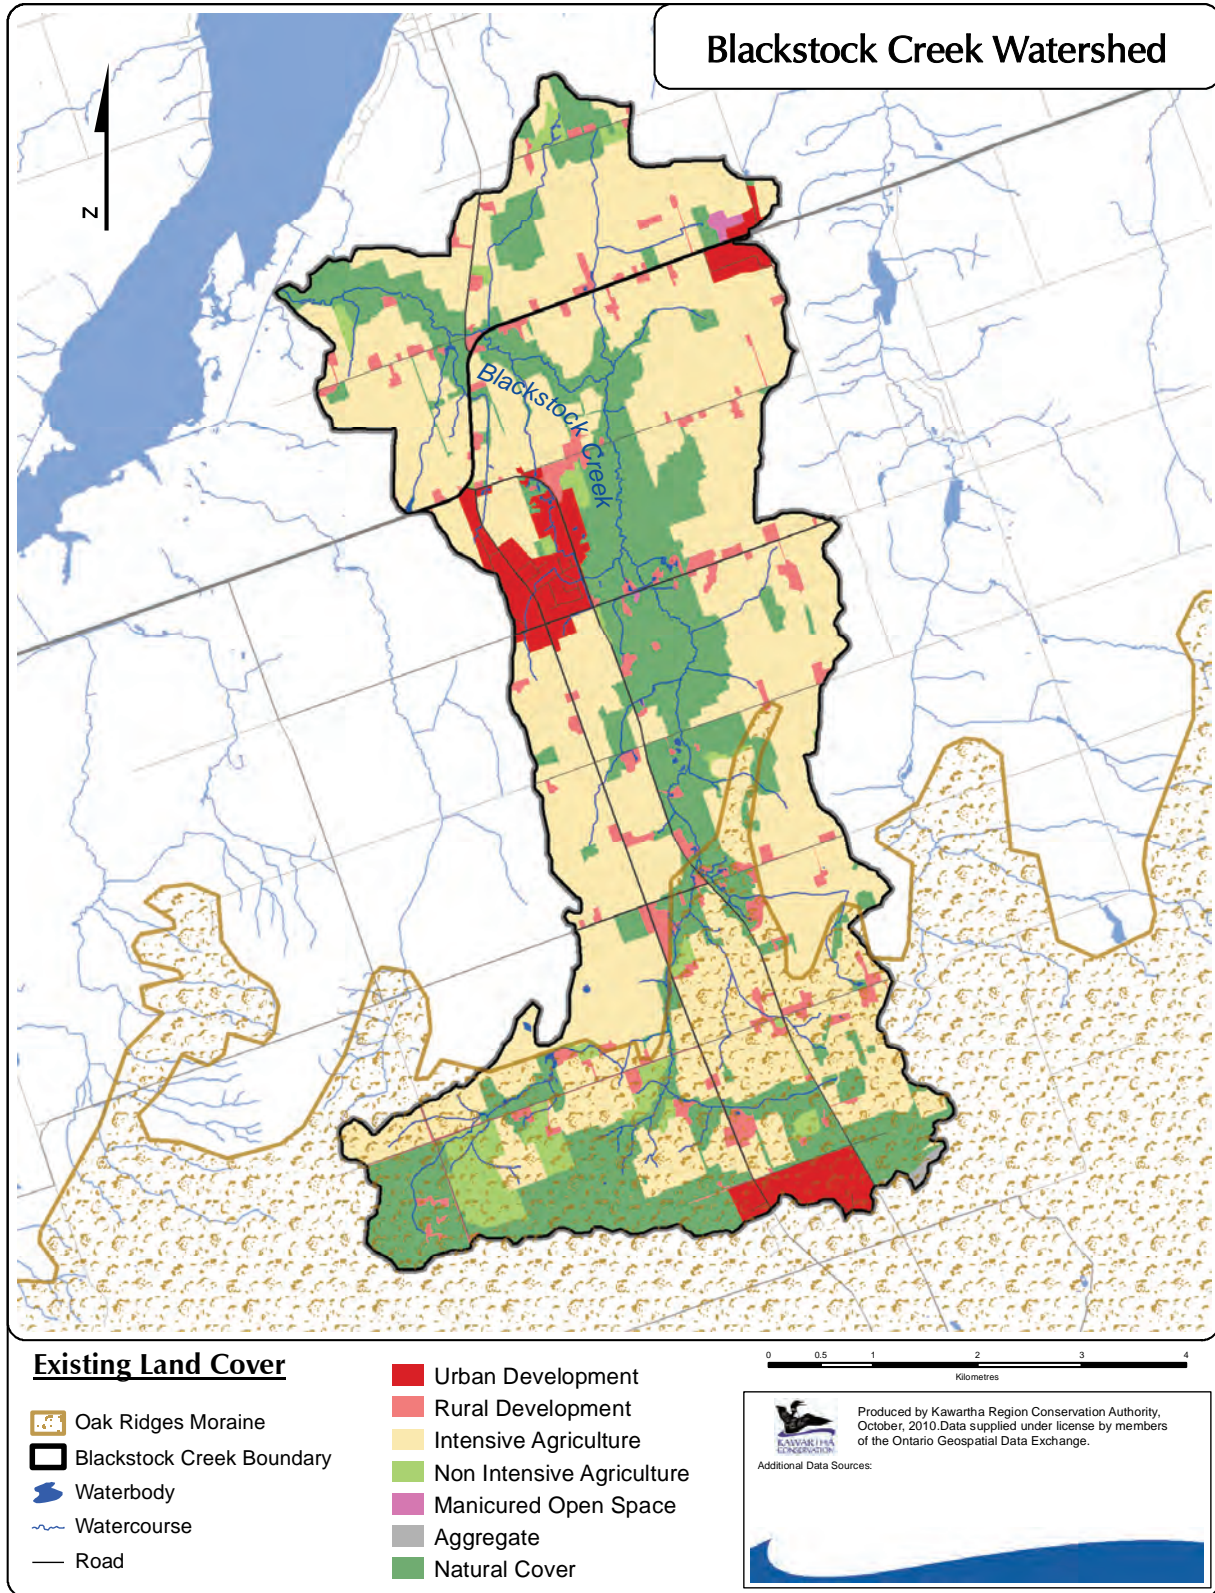 Blackstock Creek Watershed
N
Blackstock Creek
Existing Land Cover
Oak Ridges Moraine
Blackstock Creek Boundary
Waterbody
Watercourse
Road
Urban Development
Rural Development
Intensive Agriculture
Non Intensive Agriculture
Manicured Open Space
Aggregate
Natural Cover
0 0.5 1 2 3 4
Kilometres
KAWARTHA
CONSERVATION
Produced by Kawartha Region Conservation Authority,
October, 2010.Data supplied under license by members
of the Ontario Geospatial Data Exchange.
Additional Data Sources: